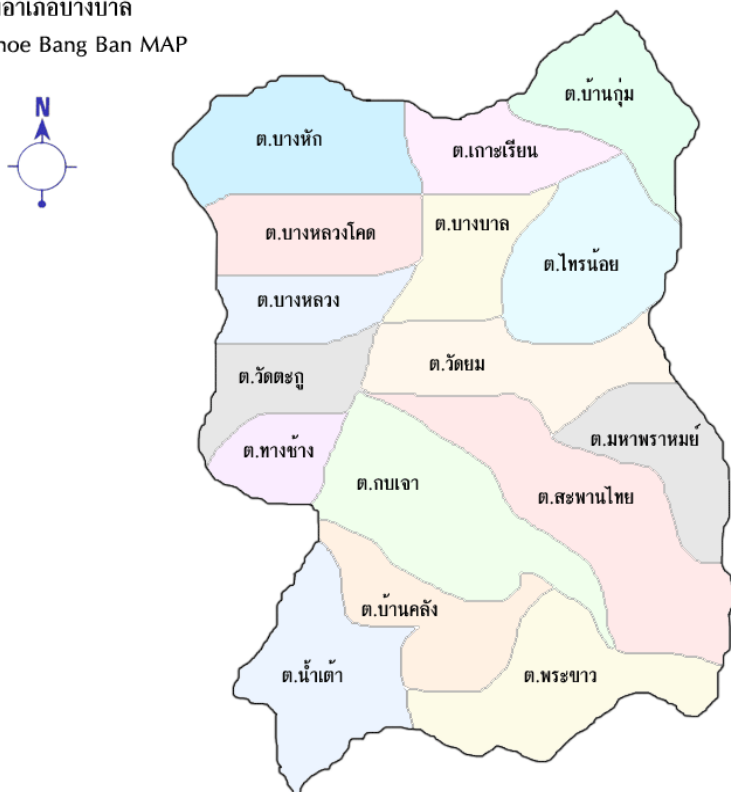 อำเภอบางบาล
hoe Bang Ban MAP
N
ต.บ้านกุ่ม
ต.บางหัก
ต.เกาะเรียน
ต.บางบาล
ต.บางหลวงโดด
ต.ไทรน้อย
ต.บางหลวง
ต.วัดยม
ต.วัดตะกู
ต.มหาพราหมย์
ต.ทางช้าง
ต.กบเจา
ต.สะพานไทย
ต.บ้านคลัง
ต.น้ำเต้า
ต.พระขาว